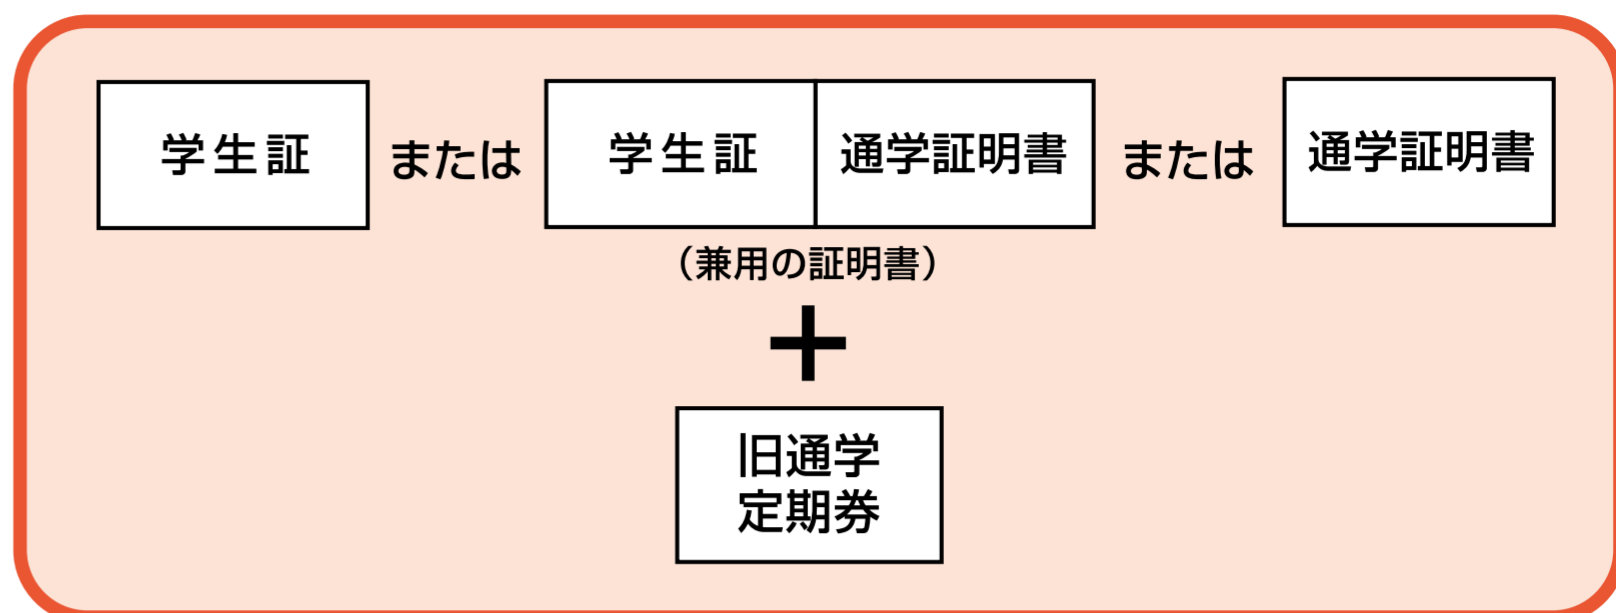 学生証 または 学生証 通学証明書 または 通学証明書
（兼用の証明書）
＋
旧通学
定期券